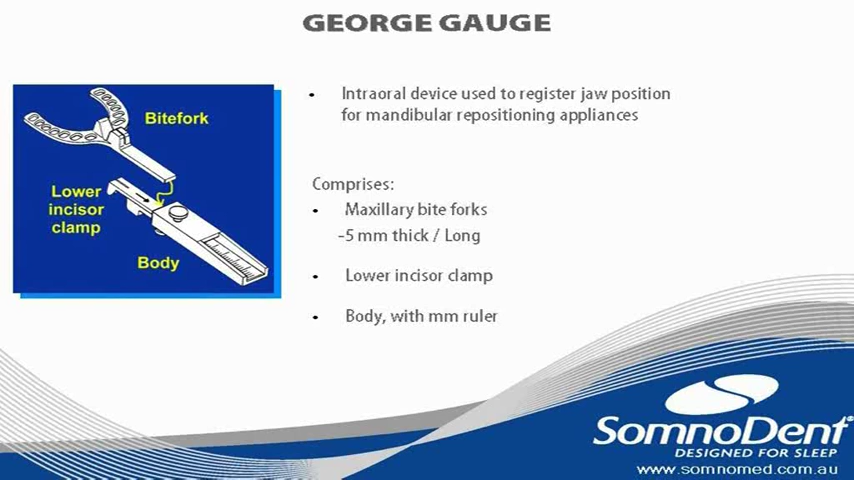 GEORGE GAUGE
Bitefork
Lower
incisor
clamp
Body
• Intraoral device used to register jaw position
for mandibular repositioning appliances
Comprises:
• Maxillary bite forks
-5 mm thick / Long
• Lower incisor clamp
• Body, with mm ruler
SomnoDent®
DESIGNED FOR SLEEP
www.somnomed.com.au